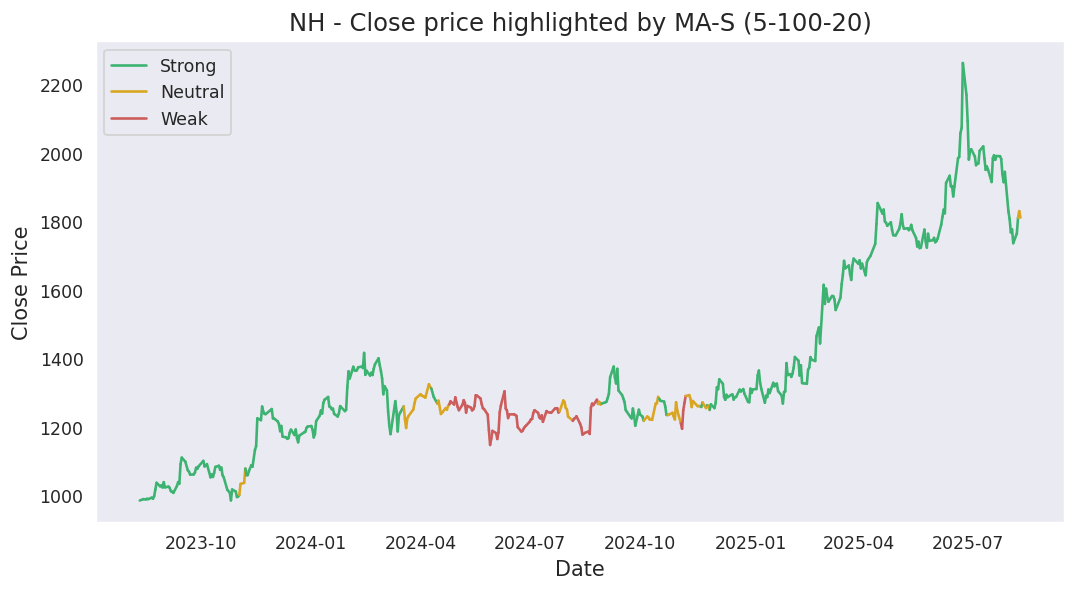 NH - Close price highlighted by MA-S (5-100-20)
Strong
Neutral
Weak
2200
2000
1800
1600
1400
1200
1000
Close Price
2023-10
2024-01
2024-04
2024-07
2024-10
2025-01
2025-04
2025-07
Date